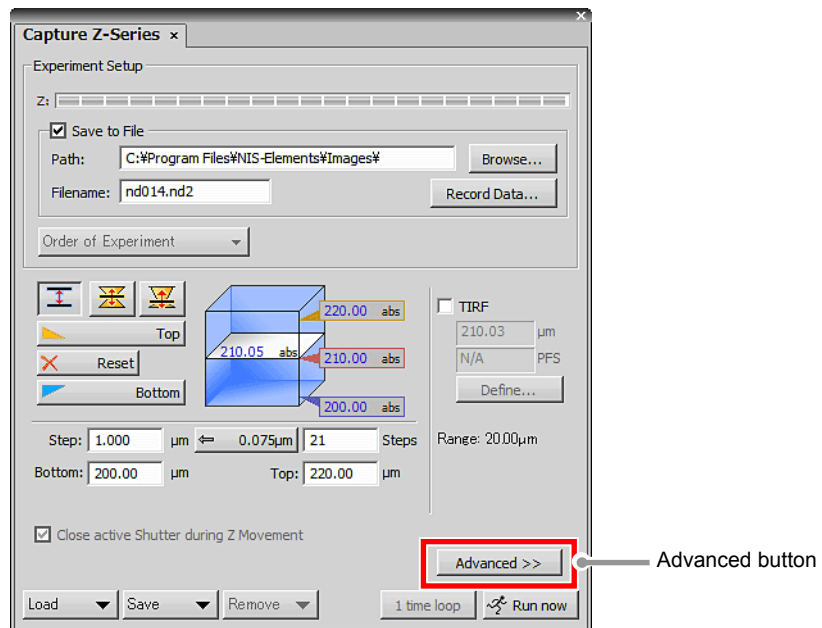 Capture Z-Series ×
Experiment Setup
Z:
Save to File
Path: C:¥Program Files¥NIS-Elements¥Images¥ Browse...
Filename: nd014.nd2 Record Data...
Order of Experiment
220.00 abs
TIRF
Top
210.03 µm
210.05 abs
210.00 abs
N/A PFS
Reset
Define...
Bottom
200.00 abs
Step: 1.000 µm 0.075µm 21 Steps
Range: 20.00µm
Bottom: 200.00 µm Top: 220.00 µm
Close active Shutter during Z Movement
Advanced >>
Advanced button
Load Save Remove 1 time loop Run now